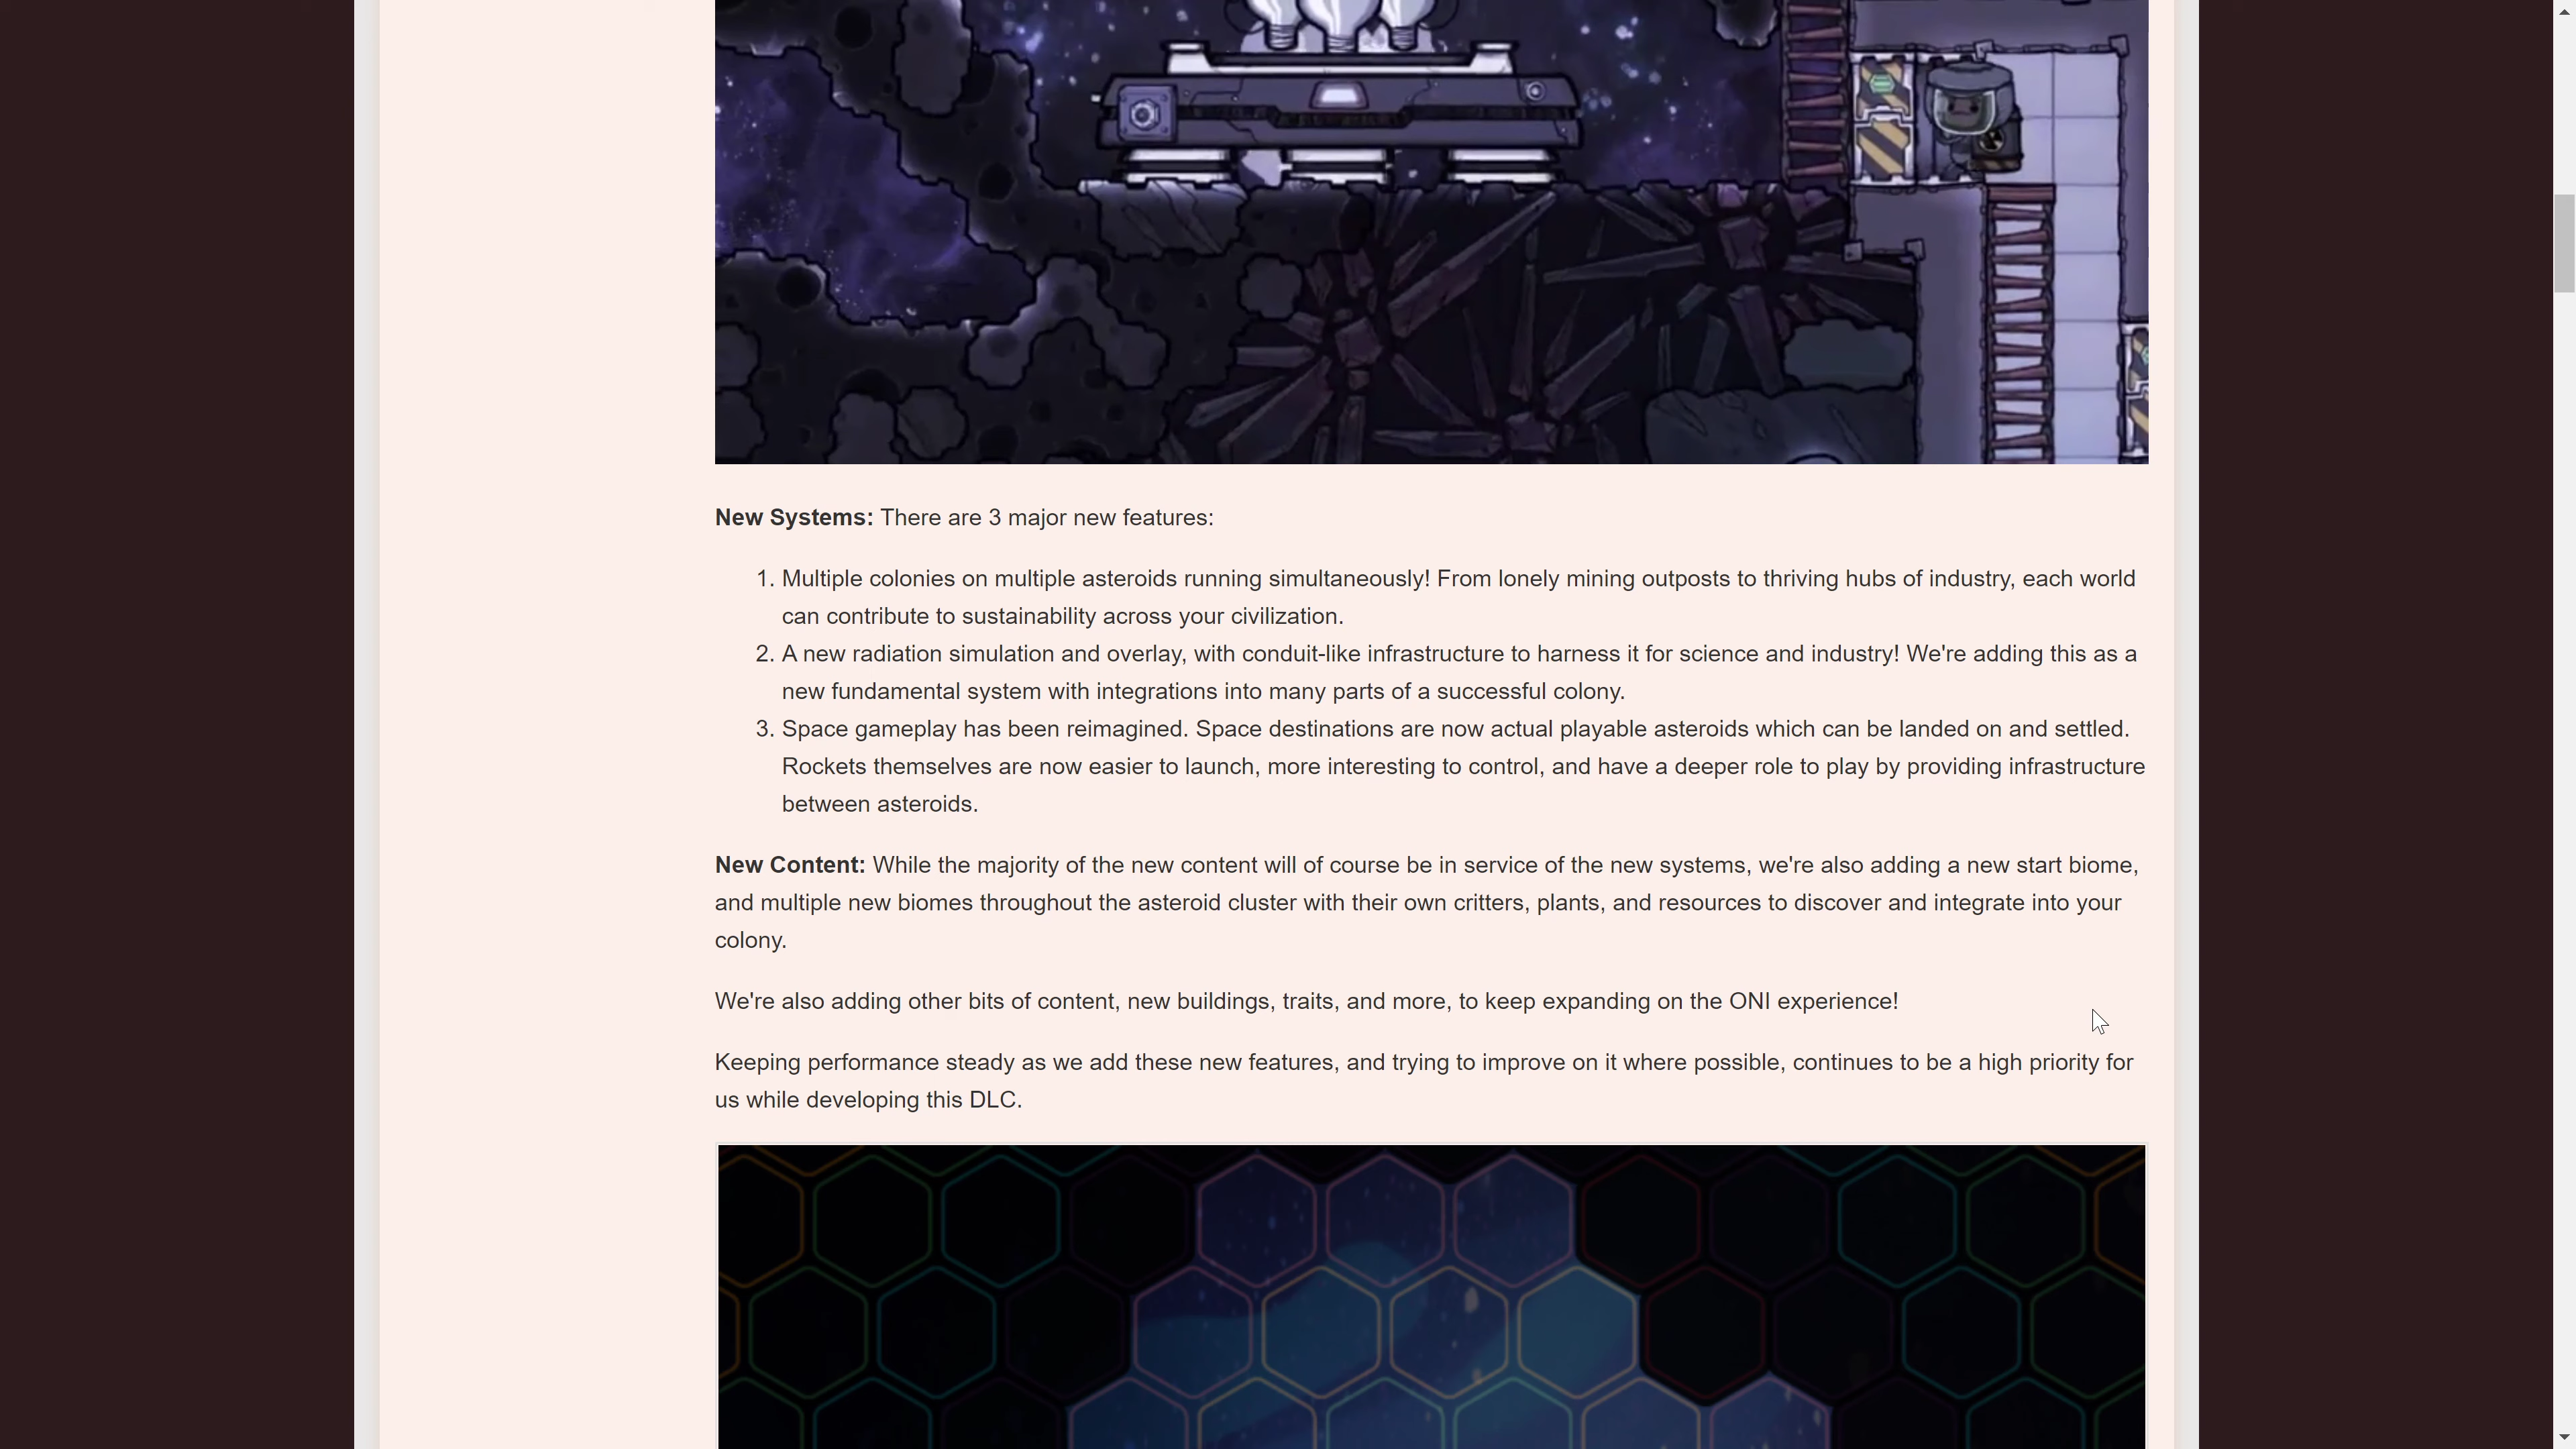 New Systems: There are 3 major new features:
1. Multiple colonies on multiple asteroids running simultaneously! From lonely mining outposts to thriving hubs of industry, each world
can contribute to sustainability across your civilization.
2. A new radiation simulation and overlay, with conduit-like infrastructure to harness it for science and industry! We're adding this as a
new fundamental system with integrations into many parts of a successful colony.
3. Space gameplay has been reimagined. Space destinations are now actual playable asteroids which can be landed on and settled.
Rockets themselves are now easier to launch, more interesting to control, and have a deeper role to play by providing infrastructure
between asteroids.
New Content: While the majority of the new content will of course be in service of the new systems, we're also adding a new start biome,
and multiple new biomes throughout the asteroid cluster with their own critters, plants, and resources to discover and integrate into your
colony.
We're also adding other bits of content, new buildings, traits, and more, to keep expanding on the ONI experience!
Keeping performance steady as we add these new features, and trying to improve on it where possible, continues to be a high priority for
us while developing this DLC.